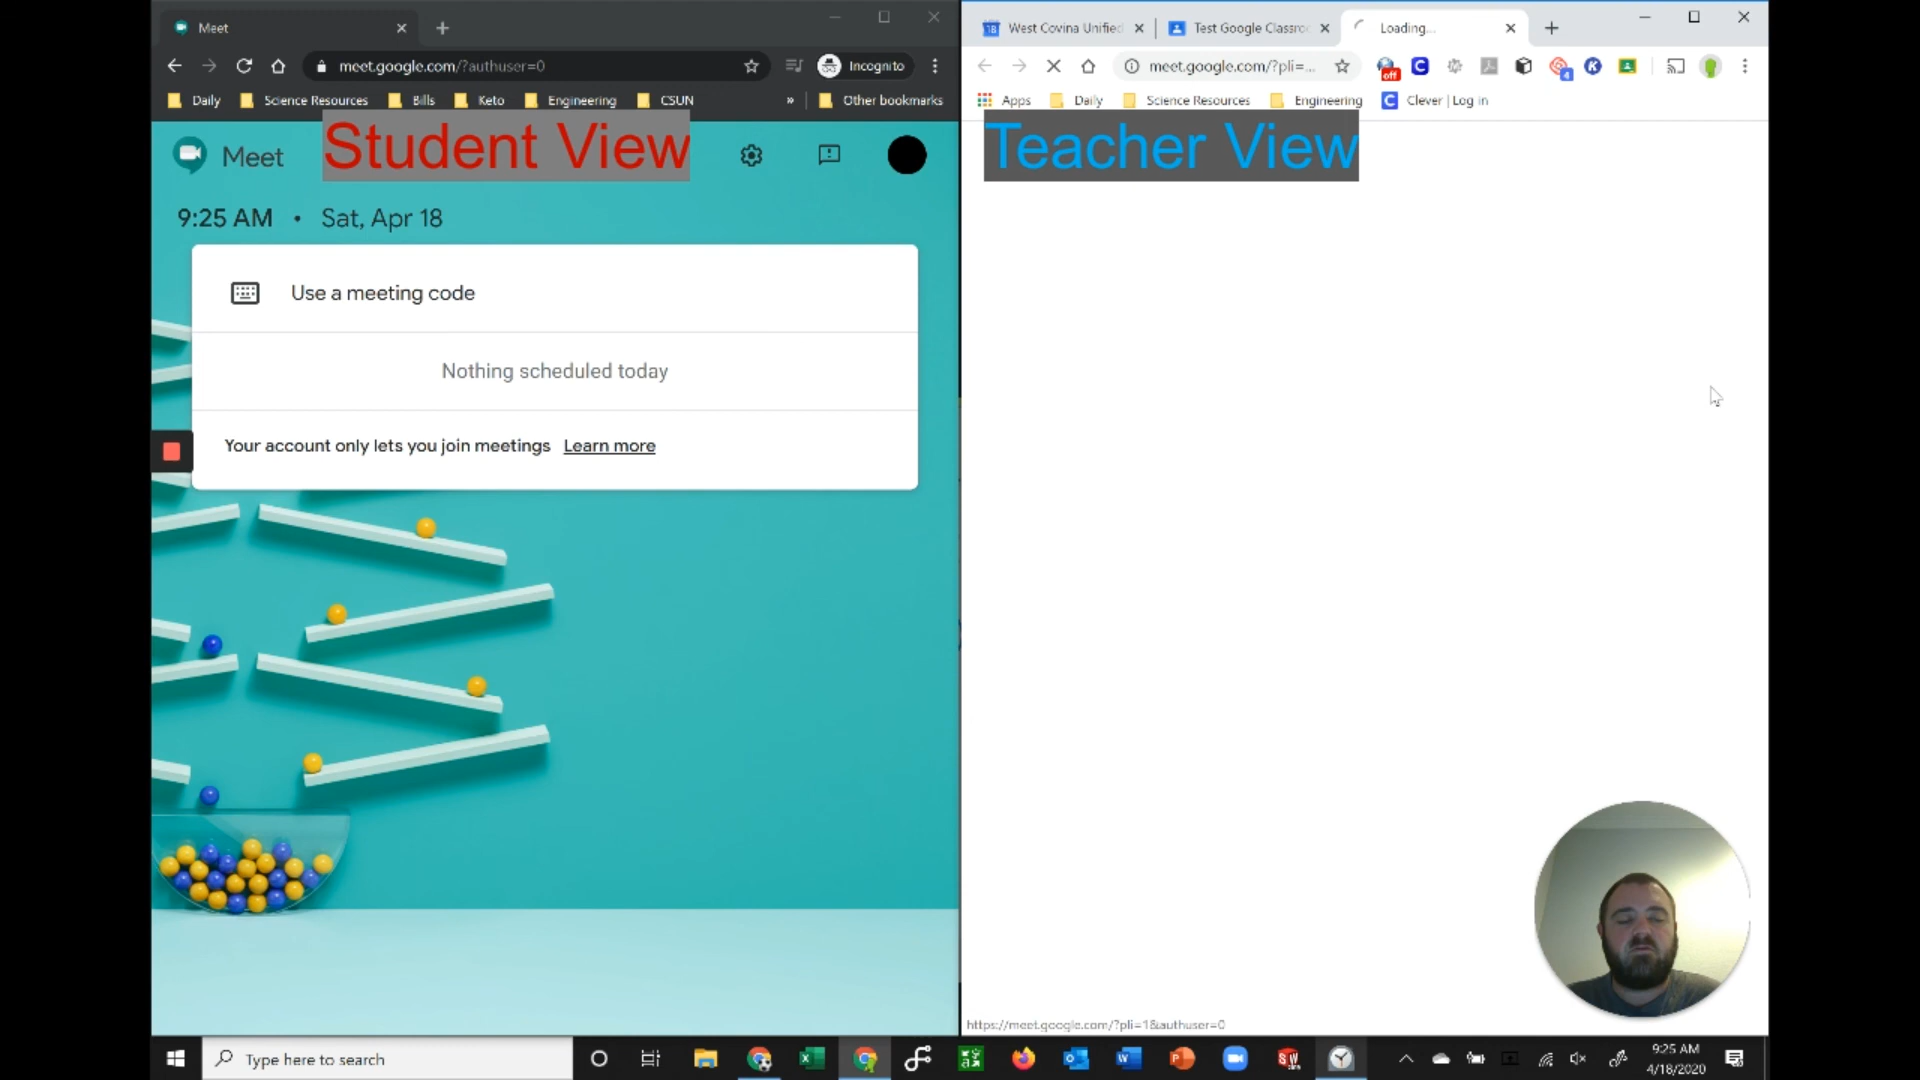 Meet
meet.google.com/?authuser=0
Incognito
Daily
Science Resources
Bills
Keto
Engineering
CSUN
»
Other bookmarks
Meet
Student View
9:25 AM • Sat, Apr 18
Use a meeting code
Nothing scheduled today
Your account only lets you join meetings Learn more
West Covina Unified
Test Google Classro
Loading...
meet.google.com/?pli=...
off
4
Apps
Daily
Science Resources
Engineering
Clever | Log in
Teacher View
https://meet.google.com/?pli=1&authuser=0
Type here to search
9:25 AM
4/18/2020